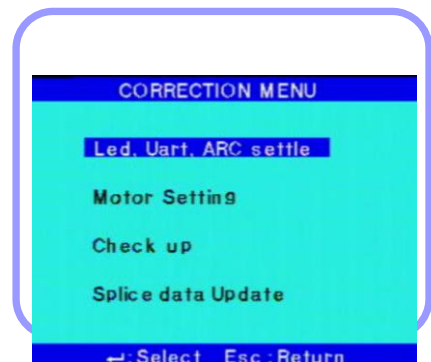 CORRECTION MENU
Led, Uart, ARC settle
Motor Setting
Check up
Splice data Update
↵:Select Esc:Return